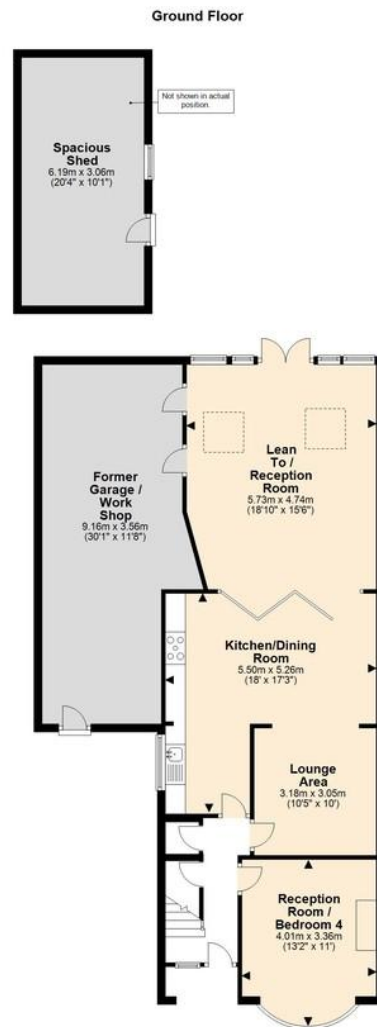 Ground Floor
Not shown in actual
position.
Spacious
Shed
6.19m x 3.06m
(20'4" x 10'1")
Former
Garage /
Work
Shop
9.16m x 3.56m
(30'1" x 11'8")
Lean
To /
Reception
Room
5.73m x 4.74m
(18'10" x 15'6")
Kitchen/Dining
Room
5.50m x 5.26m
(18' x 17'3")
Lounge
Area
3.18m x 3.05m
(10'5" x 10')
Reception
Room /
Bedroom 4
4.01m x 3.36m
(13'2" x 11')